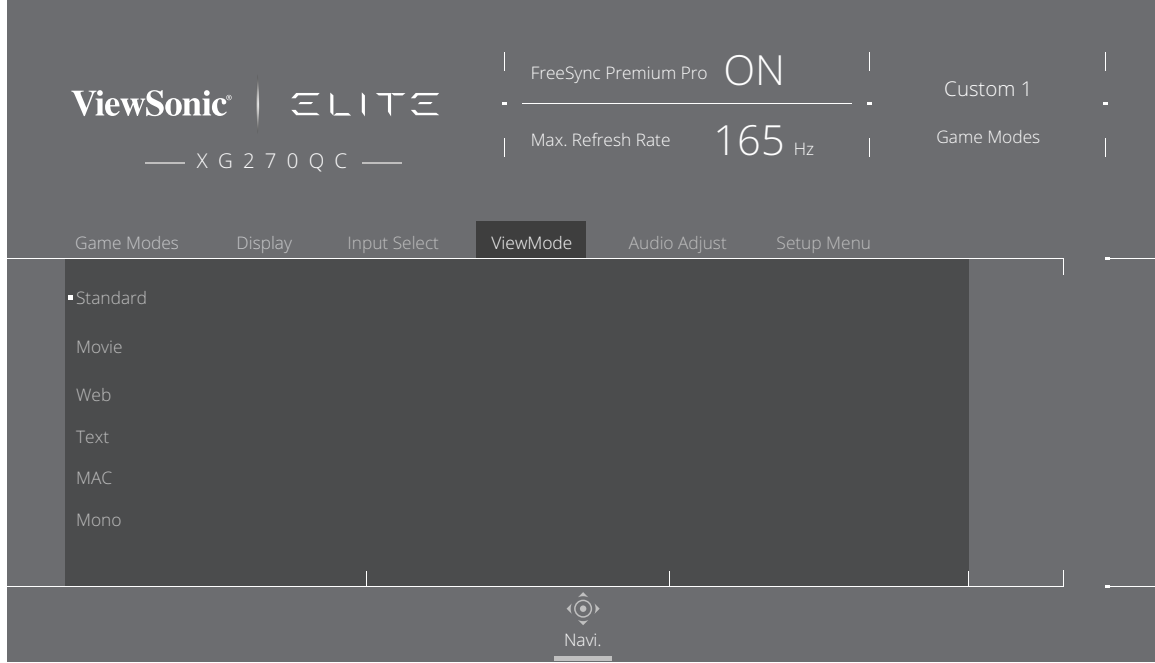 ViewSonic® ELITE
XG270QC
FreeSync Premium Pro ON
Max. Refresh Rate 165 Hz
Custom 1
Game Modes
Game Modes Display Input Select ViewMode Audio Adjust Setup Menu
Standard
Movie
Web
Text
MAC
Mono
Navi.